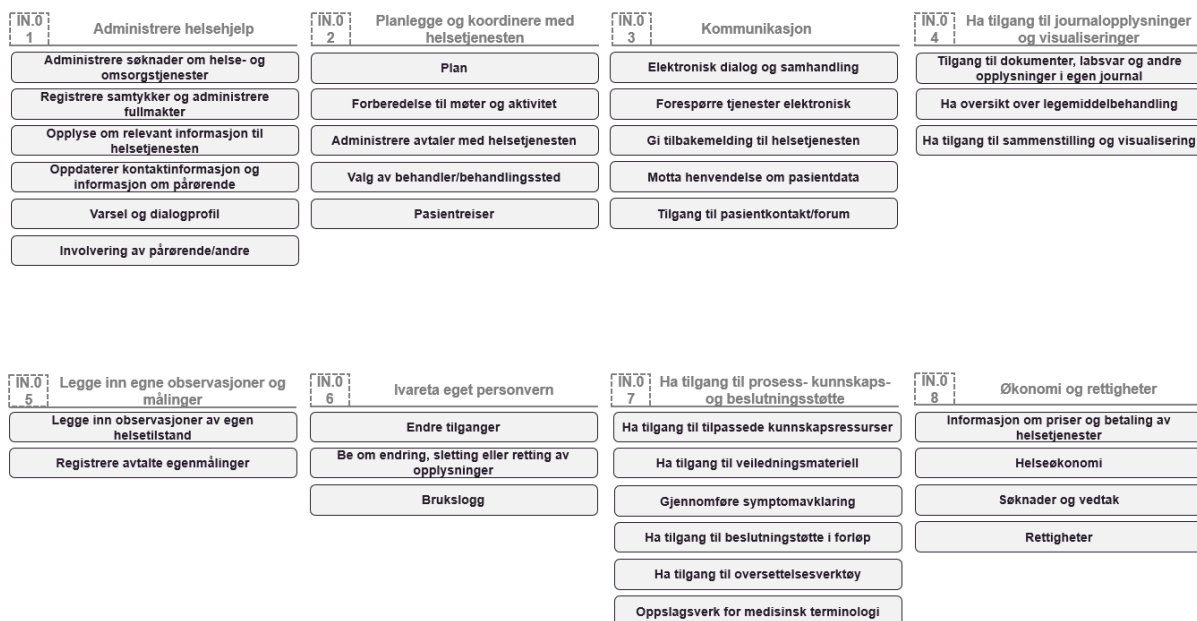 IN.0
1
Administrere helsehjelp
Administrere søknader om helse- og
omsorgstjenester
Registrere samtykker og administrere
fullmakter
Opplyse om relevant informasjon til
helsetjenesten
Oppdaterer kontaktinformasjon og
informasjon om pårørende
Varsel og dialogprofil
Involvering av pårørende/andre
IN.0
2
Planlegge og koordinere med
helsetjenesten
Plan
Forberedelse til møter og aktivitet
Administrere avtaler med helsetjenesten
Valg av behandler/behandlingssted
Pasientreiser
IN.0
3
Kommunikasjon
Elektronisk dialog og samhandling
Forespørre tjenester elektronisk
Gi tilbakemelding til helsetjenesten
Motta henvendelse om pasientdata
Tilgang til pasientkontakt/forum
IN.0
4
Ha tilgang til journalopplysninger
og visualiseringer
Tilgang til dokumenter, labsvar og andre
opplysninger i egen journal
Ha oversikt over legemiddelbehandling
Ha tilgang til sammenstilling og visualisering
IN.0
5
Legge inn egne observasjoner og
målinger
Legge inn observasjoner av egen
helsetilstand
Registrere avtalte egenmålinger
IN.0
6
Ivareta eget personvern
Endre tilganger
Be om endring, sletting eller retting av
opplysninger
Brukslogg
IN.0
7
Ha tilgang til prosess- kunnskaps-
og beslutningsstøtte
Ha tilgang til tilpassede kunnskapsressurser
Ha tilgang til veiledningsmateriell
Gjennomføre symptomavklaring
Ha tilgang til beslutningstøtte i forløp
Ha tilgang til oversettelsesverktøy
Oppslagsverk for medisinsk terminologi
IN.0
8
Økonomi og rettigheter
Informasjon om priser og betaling av
helsetjenester
Helseøkonomi
Søknader og vedtak
Rettigheter